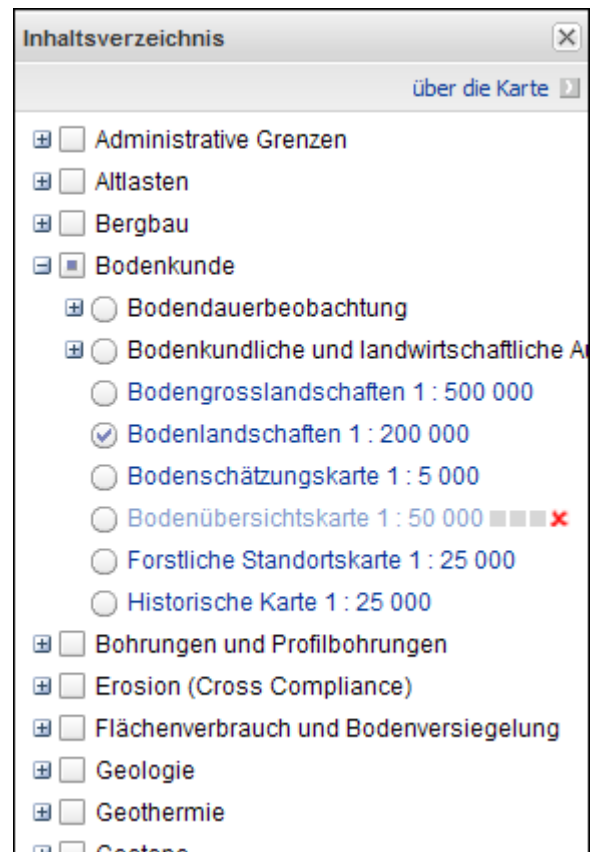 Inhaltsverzeichnis
über die Karte
Administrative Grenzen
Altlasten
Bergbau
Bodenkunde
Bodendauerbeobachtung
Bodenkundliche und landwirtschaftliche
Bodengrosslandschaften 1 : 500 000
Bodenlandschaften 1 : 200 000
Bodenschätzungskarte 1 : 5 000
Bodenübersichtskarte 1 : 50 000
Forstliche Standortskarte 1 : 25 000
Historische Karte 1 : 25 000
Bohrungen und Profilbohrungen
Erosion (Cross Compliance)
Flächenverbrauch und Bodenversiegelung
Geologie
Geothermie